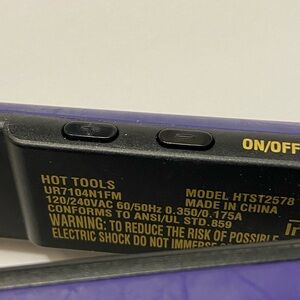 ON/OFF
HOT TOOLS
UR7104N1FM MODEL HTST2578
120/240VAC 60/50Hz 0.350/0.175A MADE IN CHINA
CONFORMS TO ANSI/UL STD.859
WARNING: TO REDUCE THE RISK OF POSSIBLE
ELECTRIC SHOCK DO NOT IMMERSE